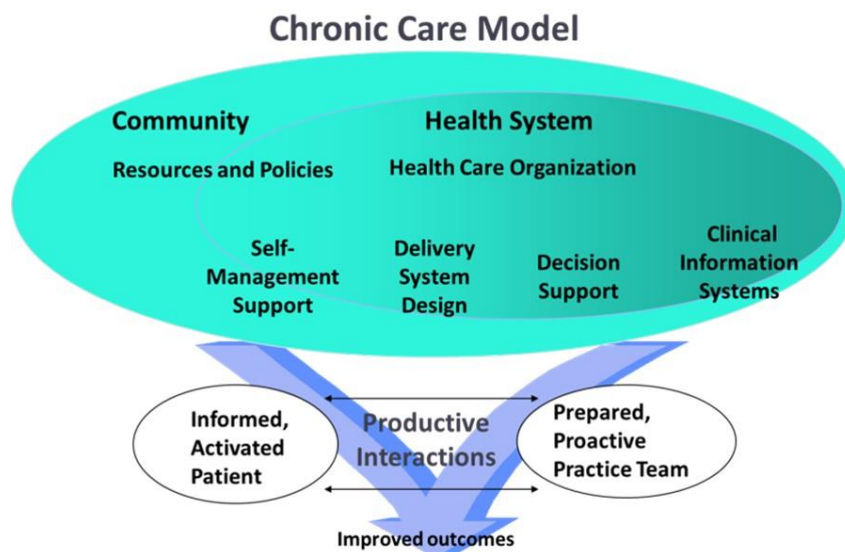 Chronic Care Model
Community
Health System
Resources and Policies
Health Care Organization
Self-
Management
Support
Delivery
System
Design
Decision
Support
Clinical
Information
Systems
Informed,
Activated
Patient
Productive
Interactions
Prepared,
Proactive
Practice Team
Improved outcomes